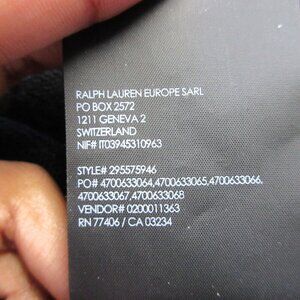 RALPH LAUREN EUROPE SARL
PO BOX 2572
1211 GENEVA 2
SWITZERLAND
NIF# IT03945310963
STYLE# 295575946
PO# 4700633064,4700633065,4700633066,
4700633067,4700633068
VENDOR# 0200011363
RN 77406 / CA 03234